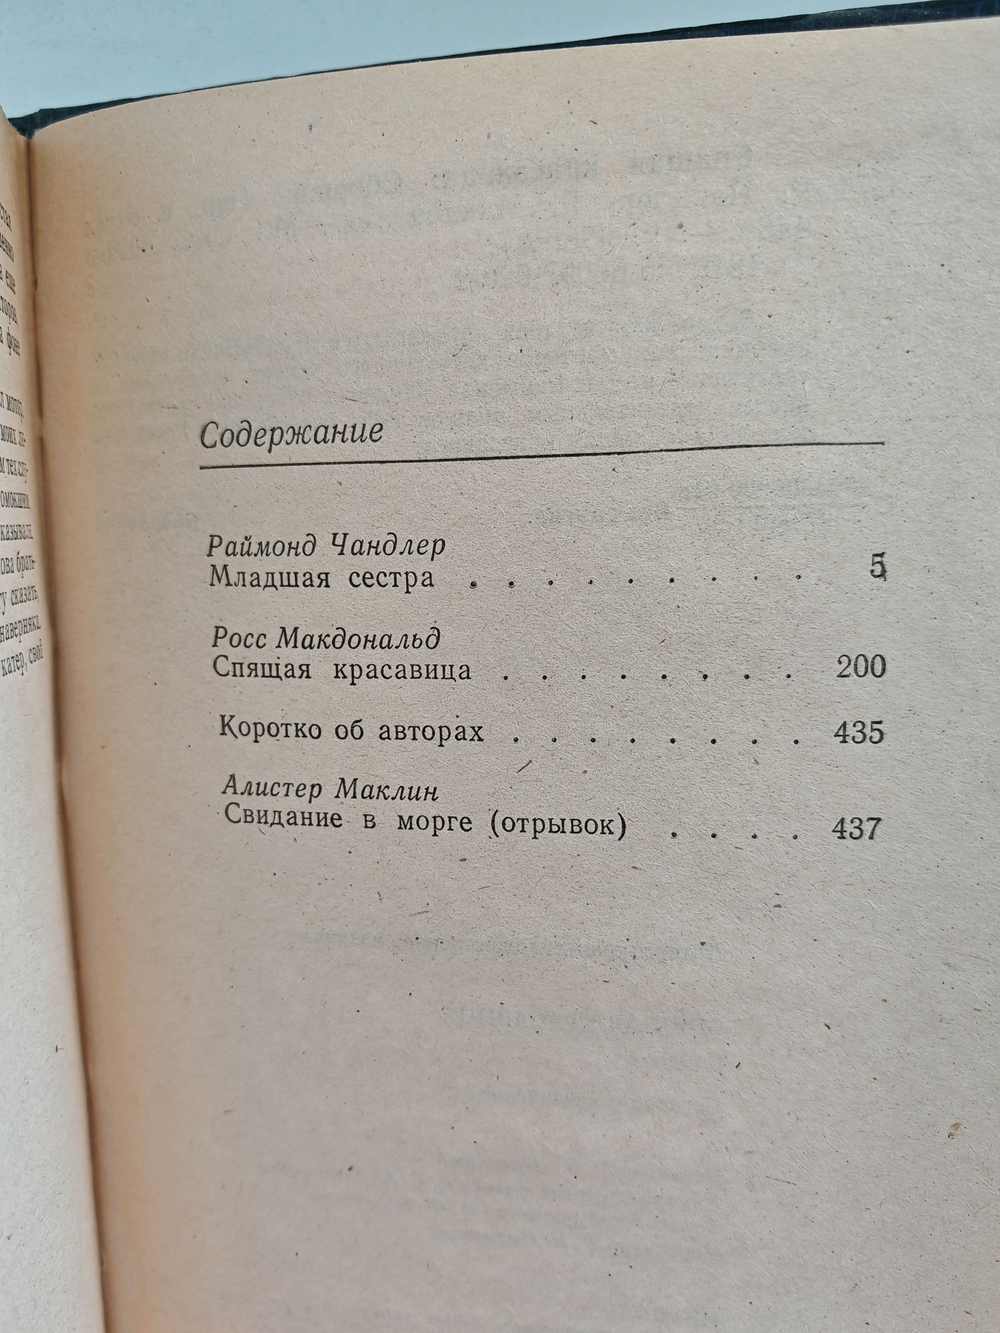 Содержание
Раймонд Чандлер
Младшая сестра . . . . . . . . . 5
Росс Макдональд
Спящая красавица . . . . . . . . 200
Коротко об авторах . . . . . . . . 435
Алистер Маклин
Свидание в морге (отрывок) . . . . 437